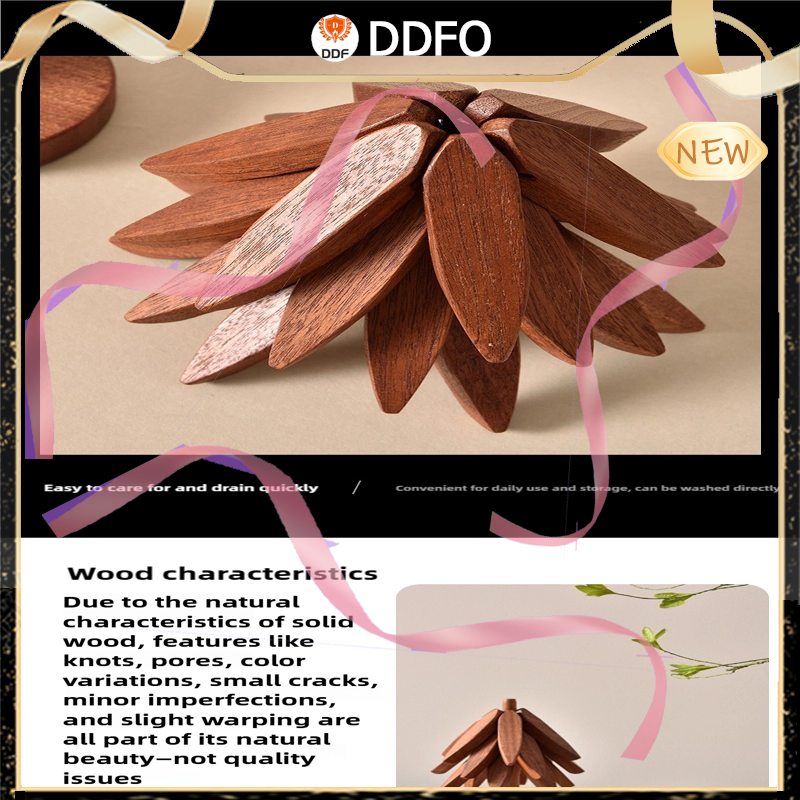 DDF
DDFO
NEW
Easy to care for and drain quickly / Convenient for daily use and storage, can be washed directly
Wood characteristics
Due to the natural
characteristics of solid
wood, features like
knots, pores, color
variations, small cracks,
minor imperfections,
and slight warping are
all part of its natural
beauty—not quality
issues